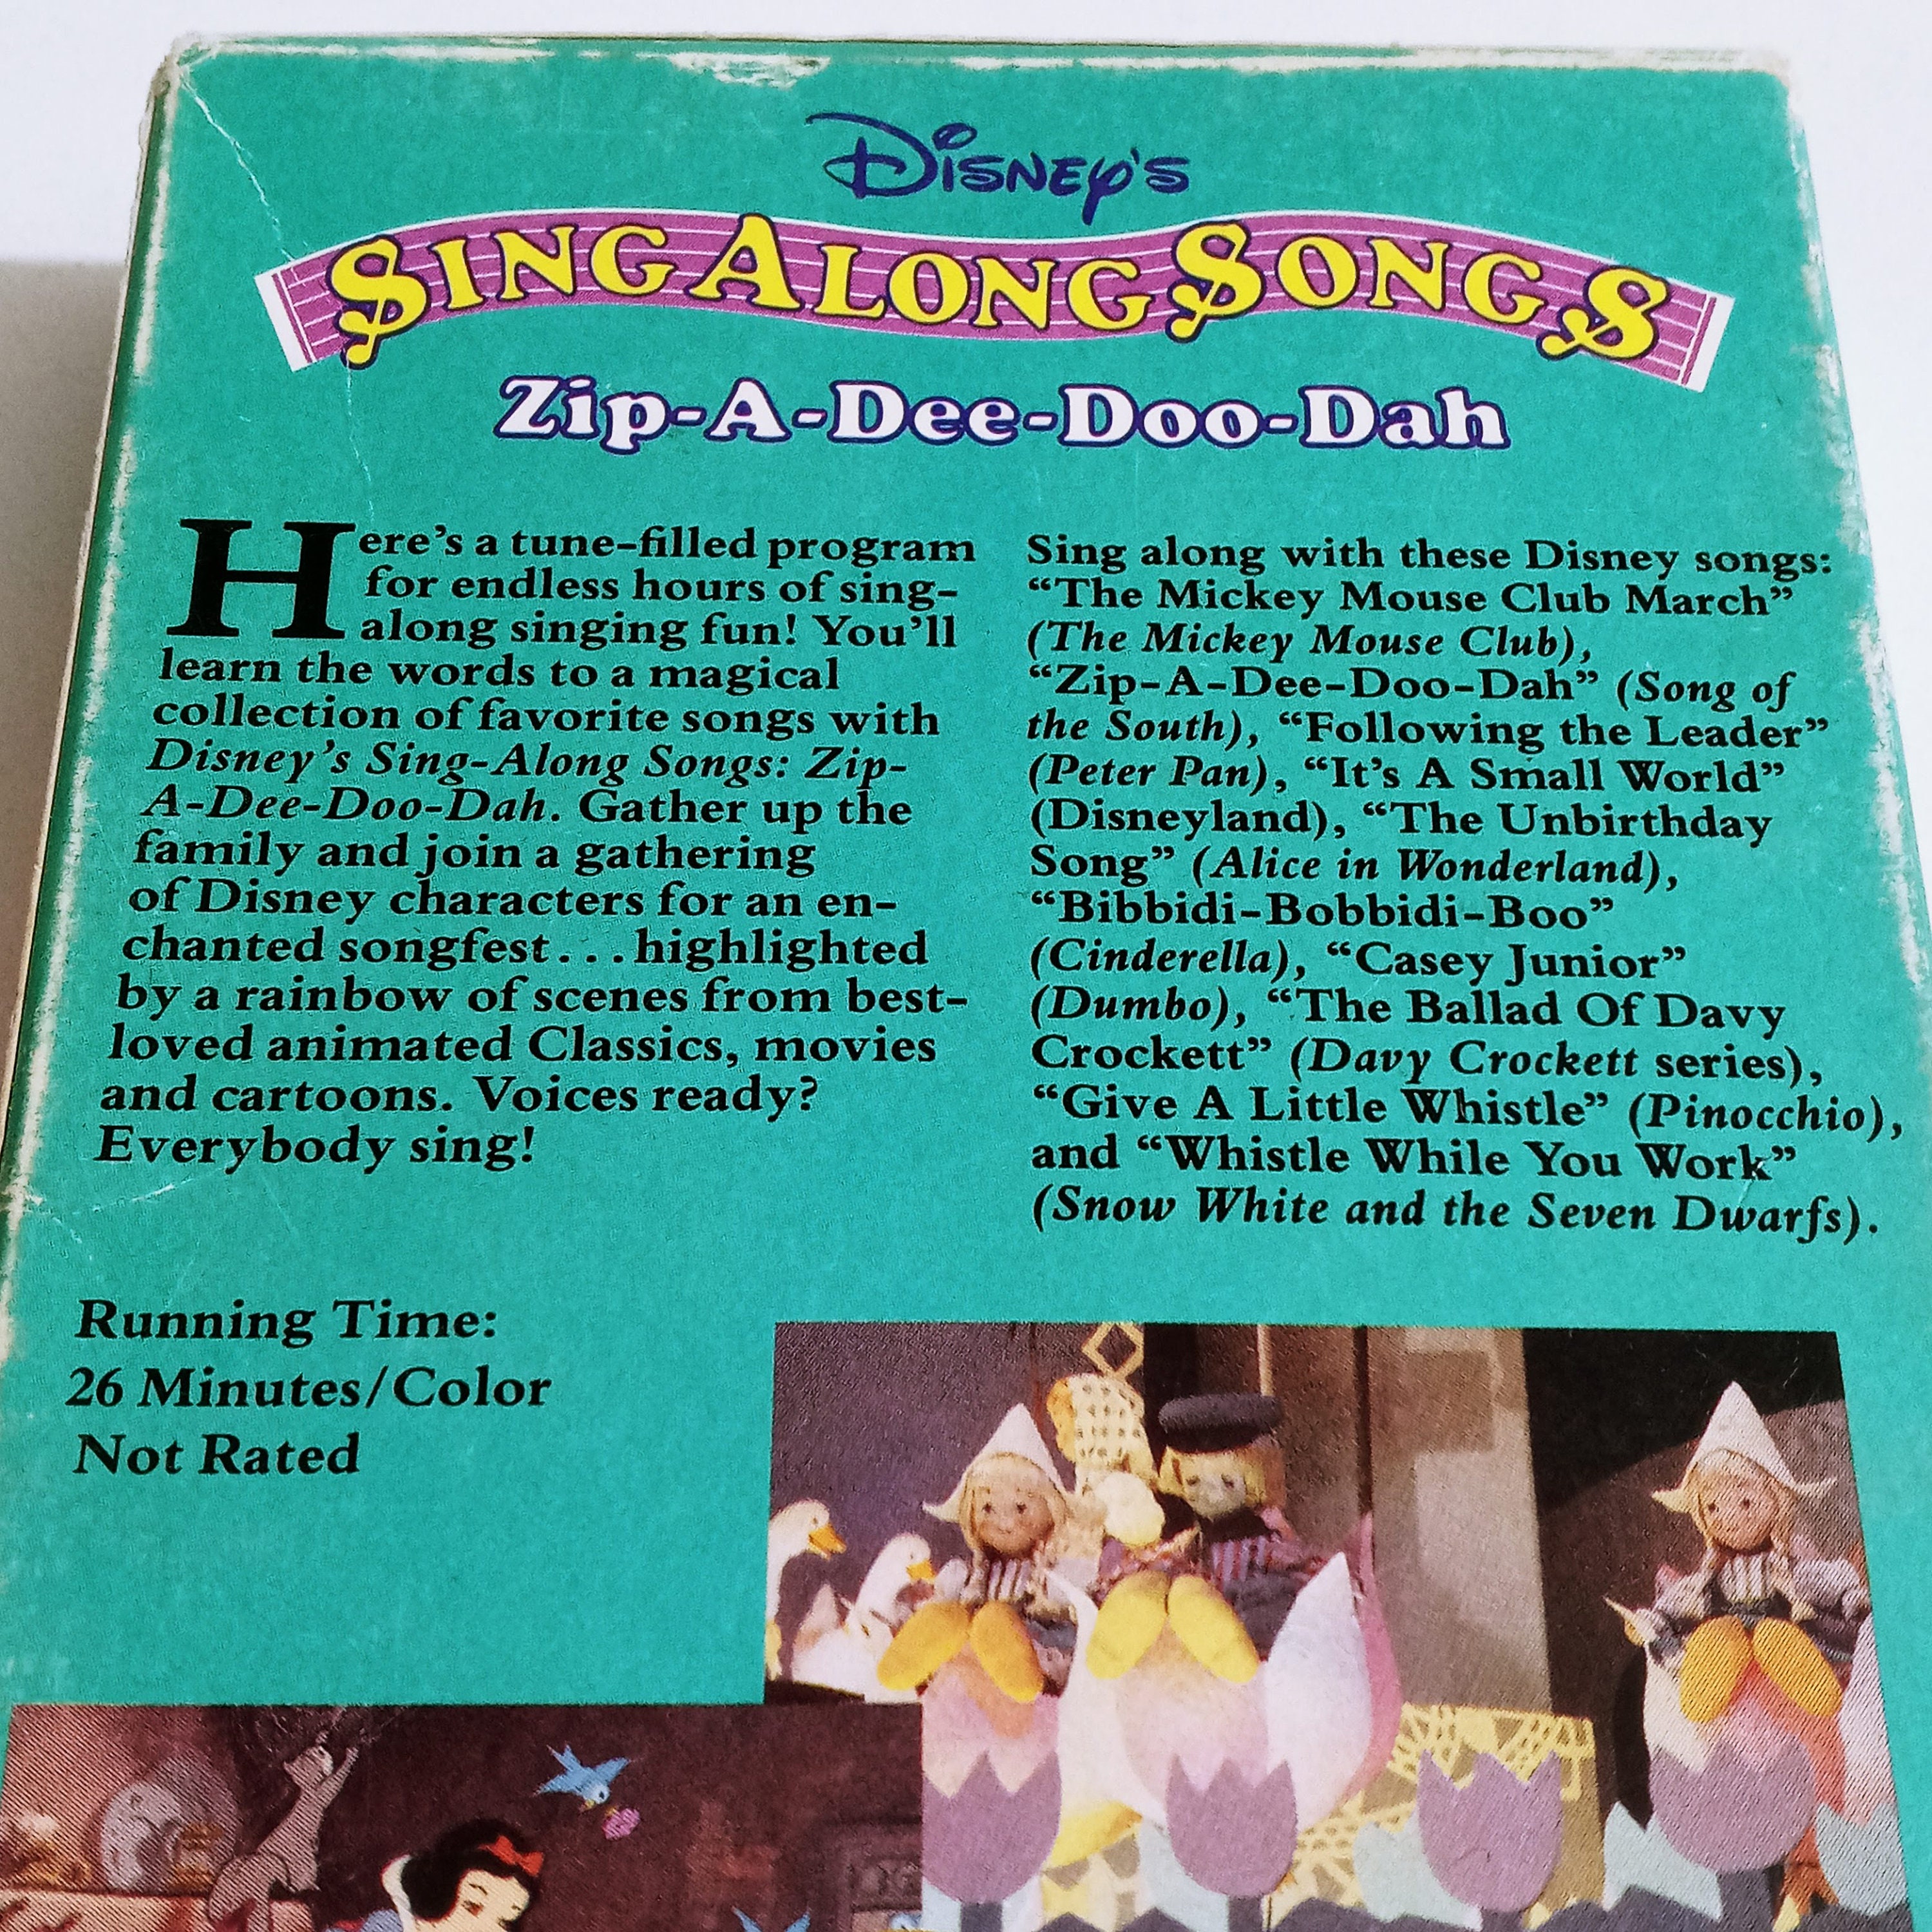 Disney's
Sing Along Songs
Zip-A-Dee-Doo-Dah
Here's a tune-filled program
for endless hours of sing-
along singing fun! You'll
learn the words to a magical
collection of favorite songs with
Disney's Sing-Along Songs: Zip-
A-Dee-Doo-Dah. Gather up the
family and join a gathering
of Disney characters for an en-
chanted songfest...highlighted
by a rainbow of scenes from best-
loved animated Classics, movies
and cartoons. Voices ready?
Everybody sing!
Sing along with these Disney songs:
“The Mickey Mouse Club March”
(The Mickey Mouse Club),
“Zip-A-Dee-Doo-Dah” (Song of
the South), “Following the Leader”
(Peter Pan), “It's A Small World”
(Disneyland), “The Unbirthday
Song” (Alice in Wonderland),
“Bibbidi-Bobbidi-Boo”
(Cinderella), “Casey Junior”
(Dumbo), “The Ballad Of Davy
Crockett” (Davy Crockett series),
“Give A Little Whistle” (Pinocchio),
and “Whistle While You Work”
(Snow White and the Seven Dwarfs).
Running Time:
26 Minutes/Color
Not Rated